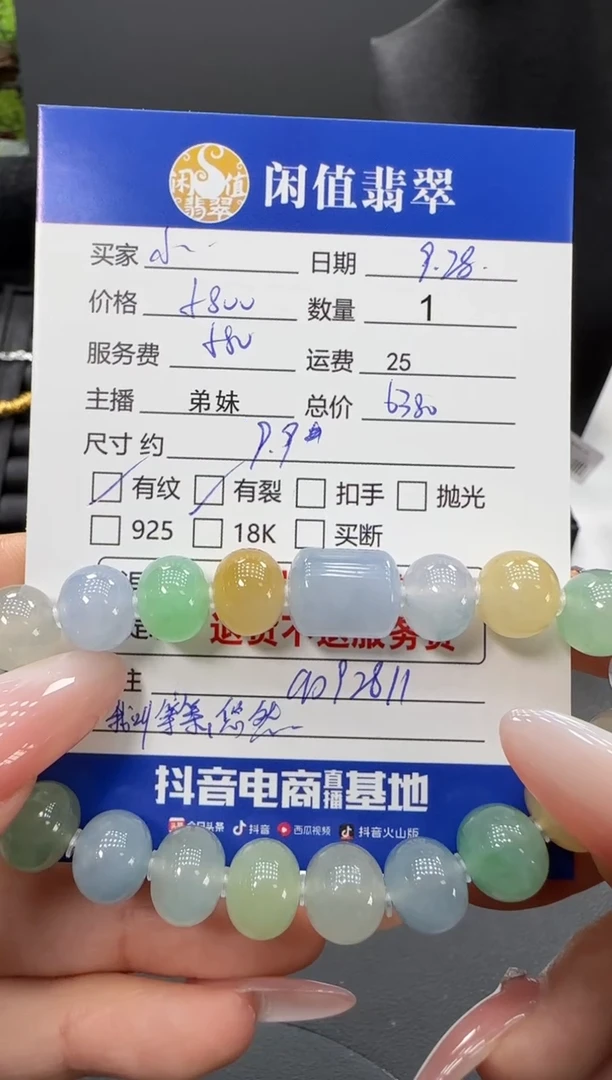 闲值翡翠
闲值翡翠
买家 日期 9.28.
价格 5800 数量 1
服务费 580 运费 25
主播 弟妹 总价 6380
尺寸 约 9.9
有纹 有裂 扣手 抛光
925 18K 买断
退货不退服务费
主
抖音电商直播基地
今日头条 抖音 西瓜视频 抖音火山版